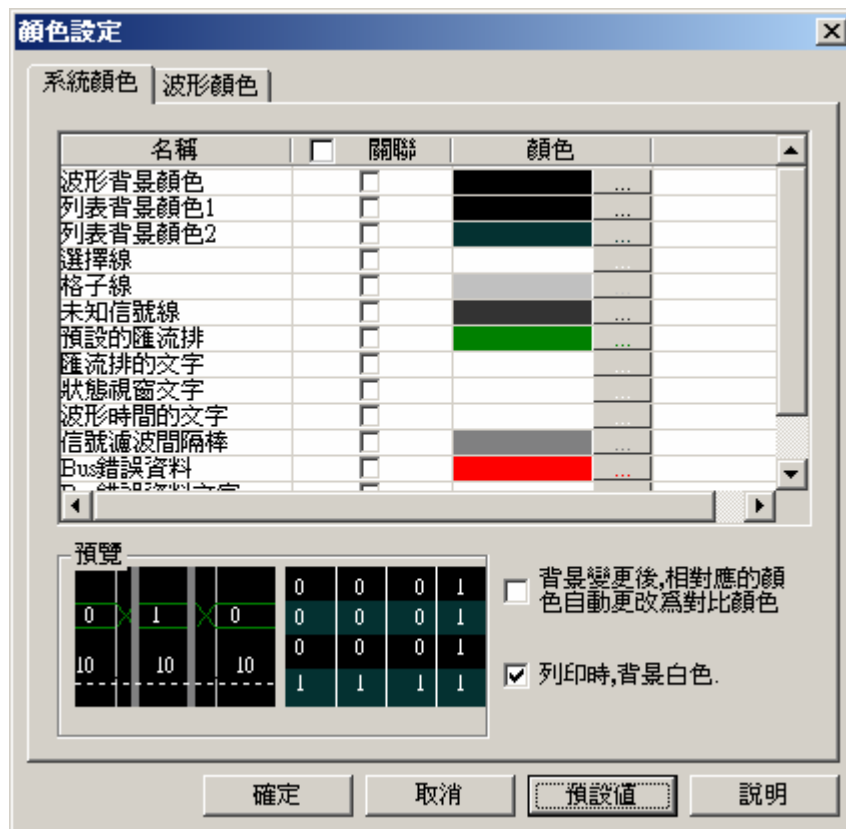 顏色設定
系統顏色 波形顏色
名稱 關聯 顏色
波形背景顏色 ...
列表背景顏色1 ...
列表背景顏色2 ...
選擇線 ...
格子線 ...
未知信號線 ...
預設的匯流排 ...
匯流排的文字 ...
狀態視窗文字 ...
波形時間的文字 ...
信號濾波間隔棒 ...
Bus錯誤資料 ...
預覽
0 1 0
10 10 10
0 0 0 1
0 0 0 1
0 0 0 1
1 1 1 1
背景變更後,相對應的顏
色自動更改為對比顏色
列印時,背景白色.
確定 取消 預設值 說明